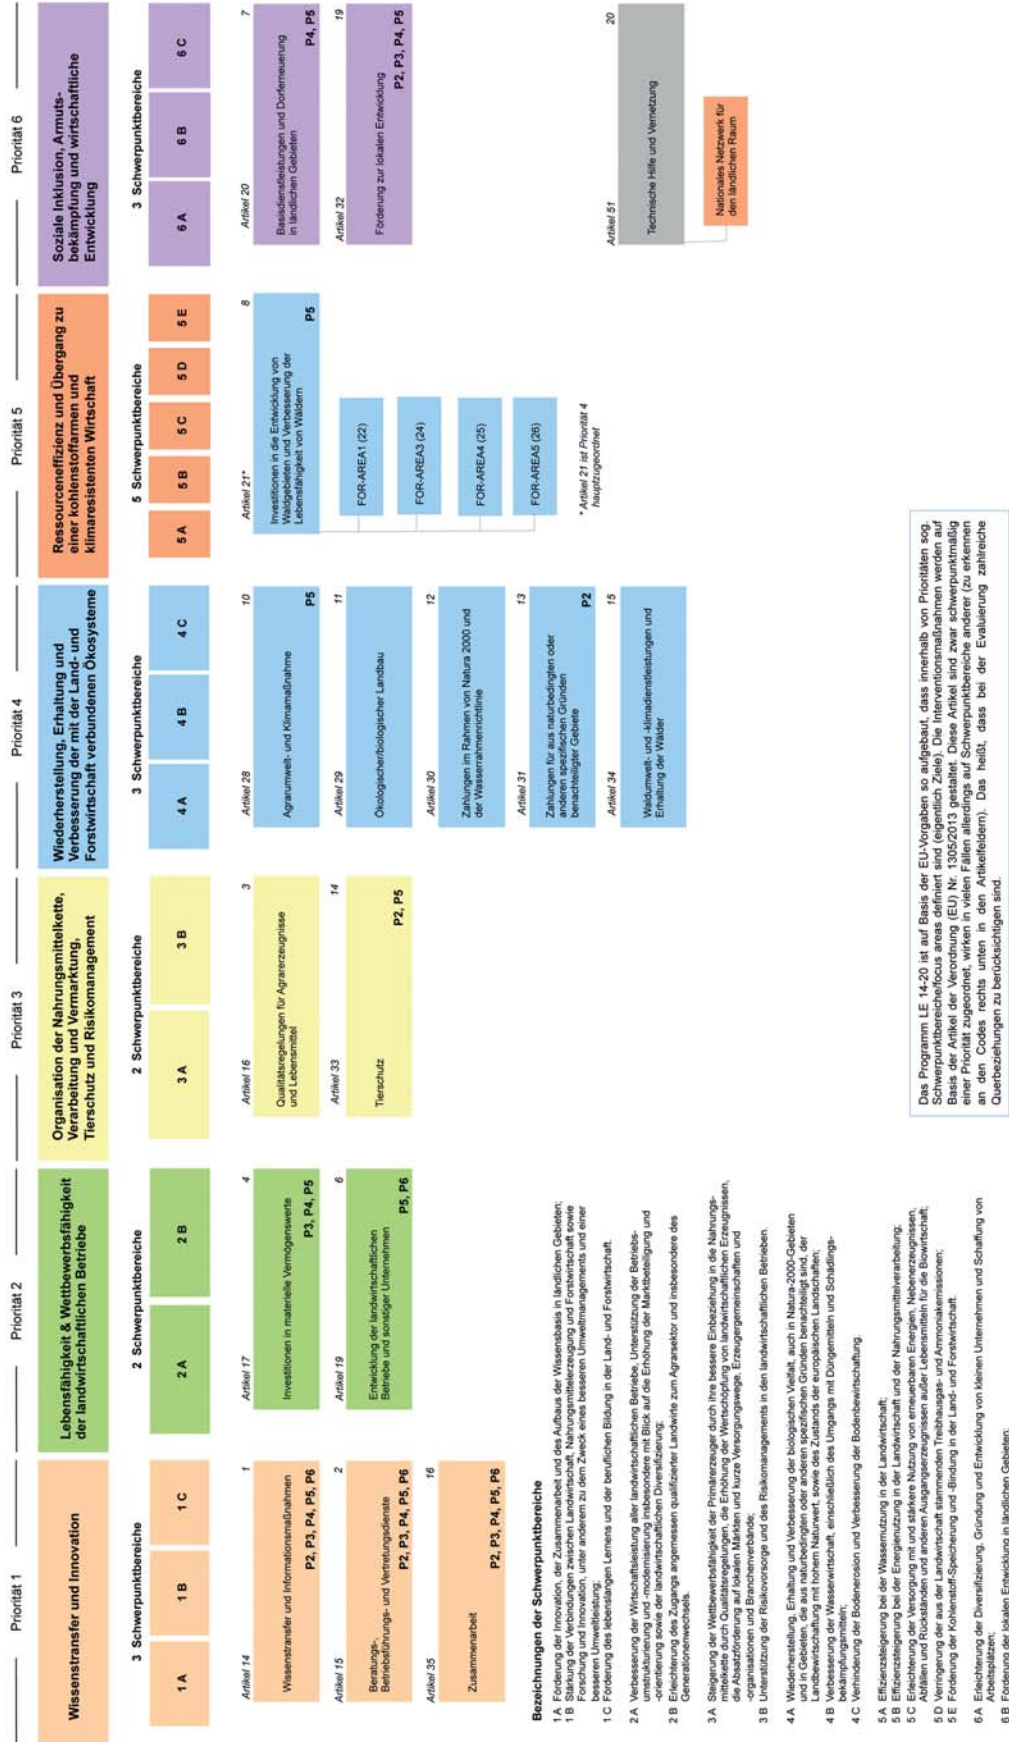 Priorität 1
Wissenstransfer und Innovation
3 Schwerpunktbereiche
1 A
1 B
1 C
Artikel 14
1
Wissenstransfer und Informationsmaßnahmen
P2, P3, P4, P5, P6
Artikel 15
2
Beratungs-,
Betriebsführungs- und Vertretungsdienste
P2, P3, P4, P5, P6
Artikel 35
16
Zusammenarbeit
P2, P3, P4, P5, P6
Priorität 2
Lebensfähigkeit & Wettbewerbsfähigkeit
der landwirtschaftlichen Betriebe
2 Schwerpunktbereiche
2 A
2 B
Artikel 17
4
Investitionen in materielle Vermögenswerte
P3, P4, P5
Artikel 19
6
Entwicklung der landwirtschaftlichen
Betriebe und sonstiger Unternehmen
P5, P6
Priorität 3
Organisation der Nahrungsmittelkette,
Verarbeitung und Vermarktung,
Tierschutz und Risikomanagement
2 Schwerpunktbereiche
3 A
3 B
Artikel 16
3
Qualitätsregelungen für Agrarerzeugnisse
und Lebensmittel
Artikel 33
14
Tierschutz
P2, P5
Priorität 4
Wiederherstellung, Erhaltung und
Verbesserung der mit der Land- und
Forstwirtschaft verbundenen Ökosysteme
3 Schwerpunktbereiche
4 A
4 B
4 C
Artikel 28
10
Agrarumwelt- und Klimamaßnahme
P5
Artikel 29
11
Ökologischer/biologischer Landbau
Artikel 30
12
Zahlungen im Rahmen von Natura 2000 und
der Wasserrahmenrichtlinie
Artikel 31
13
Zahlungen für aus naturbedingten oder
anderen spezifischen Gründen
benachteiligter Gebiete
P2
Artikel 34
15
Waldumwelt- und -klimadienstleistungen und
Erhaltung der Wälder
Priorität 5
Ressourceneffizienz und Übergang zu
einer kohlenstoffarmen und
klimaresistenten Wirtschaft
5 Schwerpunktbereiche
5 A
5 B
5 C
5 D
5 E
Artikel 21*
8
Investitionen in die Entwicklung von
Waldgebieten und Verbesserung der
Lebensfähigkeit von Wäldern
P5
FOR-AREA1 (22)
FOR-AREA3 (24)
FOR-AREA4 (25)
FOR-AREA5 (26)
* Artikel 21 ist Priorität 4
hauptzugeordnet
Priorität 6
Soziale Inklusion, Armuts-
bekämpfung und wirtschaftliche
Entwicklung
3 Schwerpunktbereiche
6 A
6 B
6 C
Artikel 20
7
Basisdienstleistungen und Dorferneuerung
in ländlichen Gebieten
P4, P5
Artikel 32
19
Förderung zur lokalen Entwicklung
P2, P3, P4, P5
Artikel 51
20
Technische Hilfe und Vernetzung
Nationales Netzwerk für
den ländlichen Raum
Bezeichnungen der Schwerpunktbereiche
1 A Förderung der Innovation, der Zusammenarbeit und des Aufbaus der Wissensbasis in ländlichen Gebieten;
1 B Stärkung der Verbindungen zwischen Landwirtschaft, Nahrungsmittelerzeugung und Forstwirtschaft sowie
Forschung und Innovation, unter anderem zu dem Zweck eines besseren Umweltmanagements und einer
besseren Umweltleistung;
1 C Förderung des lebenslangen Lernens und der beruflichen Bildung in der Land- und Forstwirtschaft.
2 A Verbesserung der Wirtschaftsleistung aller landwirtschaftlichen Betriebe, Unterstützung der Betriebs-
umstrukturierung und -modernisierung insbesondere mit Blick auf die Erhöhung der Marktbeteiligung und
-orientierung sowie der landwirtschaftlichen Diversifizierung;
2 B Erleichterung des Zugangs angemessen qualifizierter Landwirte zum Agrarsektor und insbesondere des
Generationenwechsels.
3 A Steigerung der Wettbewerbsfähigkeit der Primärerzeuger durch ihre bessere Einbeziehung in die Nahrungs-
mittelkette durch Qualitätsregelungen, die Erhöhung der Wertschöpfung von landwirtschaftlichen Erzeugnissen,
die Absatzförderung auf lokalen Märkten und kurze Versorgungswege, Erzeugergemeinschaften und
-organisationen und Branchenverbände;
3 B Unterstützung der Risikovorsorge und des Risikomanagements in den landwirtschaftlichen Betrieben.
4 A Wiederherstellung, Erhaltung und Verbesserung der biologischen Vielfalt, auch in Natura-2000-Gebieten
und in Gebieten, die aus naturbedingten oder anderen spezifischen Gründen benachteiligt sind, der
Landbewirtschaftung mit hohem Naturwert, sowie des Zustands der europäischen Landschaften;
4 B Verbesserung der Wasserwirtschaft, einschließlich des Umgangs mit Düngemitteln und Schädlings-
bekämpfungsmitteln;
4 C Verhinderung der Bodenerosion und Verbesserung der Bodenbewirtschaftung.
5 A Effizienzsteigerung bei der Wassernutzung in der Landwirtschaft;
5 B Effizienzsteigerung bei der Energienutzung in der Landwirtschaft und der Nahrungsmittelverarbeitung;
5 C Erleichterung der Versorgung mit und stärkere Nutzung von erneuerbaren Energien, Nebenerzeugnissen,
Abfällen und Rückständen und anderen Ausgangserzeugnissen außer Lebensmitteln für die Biowirtschaft;
5 D Verringerung der aus der Landwirtschaft stammenden Treibhausgas- und Ammoniakemissionen;
5 E Förderung der Kohlenstoff-Speicherung und -Bindung in der Land- und Forstwirtschaft.
6 A Erleichterung der Diversifizierung, Gründung und Entwicklung von kleinen Unternehmen und Schaffung von
Arbeitsplätzen;
6 B Förderung der lokalen Entwicklung in ländlichen Gebieten;
Das Programm LE 14-20 ist auf Basis der EU-Vorgaben so aufgebaut, dass innerhalb von Prioritäten sog.
Schwerpunktbereiche/focus areas definiert sind (eigentlich Ziele). Die Interventionsmaßnahmen werden auf
Basis der Artikel der Verordnung (EU) Nr. 1305/2013 gestaltet. Diese Artikel sind zwar schwerpunktmäßig
einer Priorität zugeordnet, wirken in vielen Fällen allerdings auf Schwerpunktbereiche anderer (zu erkennen
an den Codes rechts unten in den Artikelfeldern). Das heißt, dass bei der Evaluierung zahlreiche
Querbeziehungen zu berücksichtigen sind.